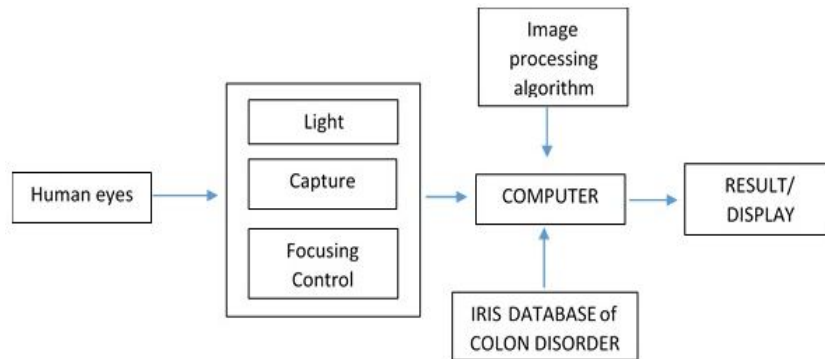 Image
processing
algorithm
Light
Capture
Focusing
Control
Human eyes
COMPUTER
RESULT/
DISPLAY
IRIS DATABASE of
COLON DISORDER